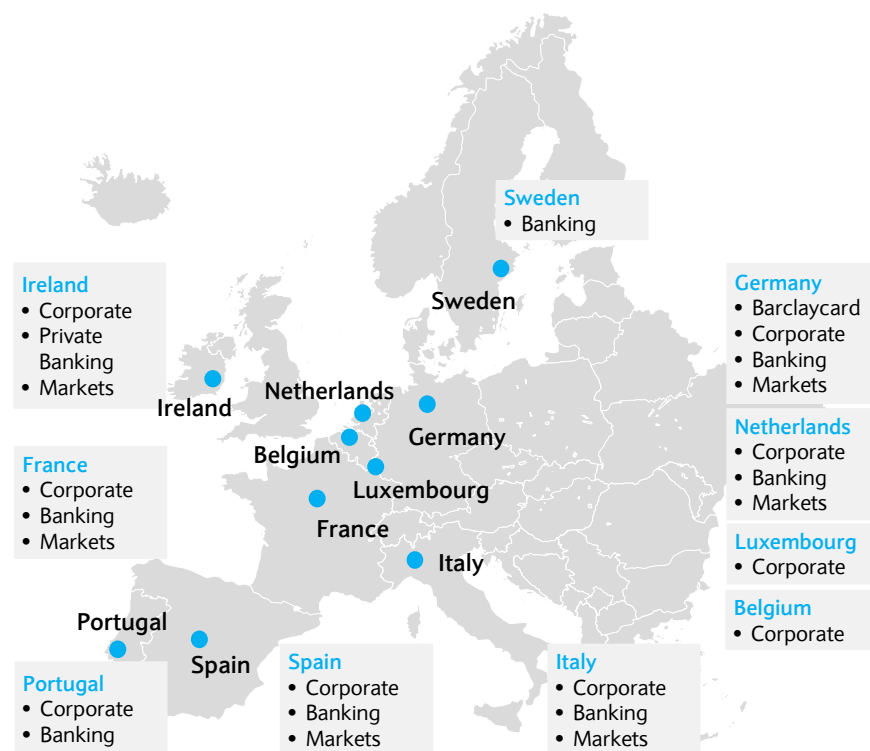 Sweden
• Banking
Sweden
Ireland
• Corporate
• Private
Banking
• Markets
Ireland
Germany
• Barclaycard
• Corporate
• Banking
• Markets
Netherlands
Germany
Belgium
Luxembourg
France
Netherlands
• Corporate
• Banking
• Markets
France
• Corporate
• Banking
• Markets
Luxembourg
• Corporate
Italy
Belgium
• Corporate
Portugal
Spain
Portugal
• Corporate
• Banking
Spain
• Corporate
• Banking
• Markets
Italy
• Corporate
• Banking
• Markets